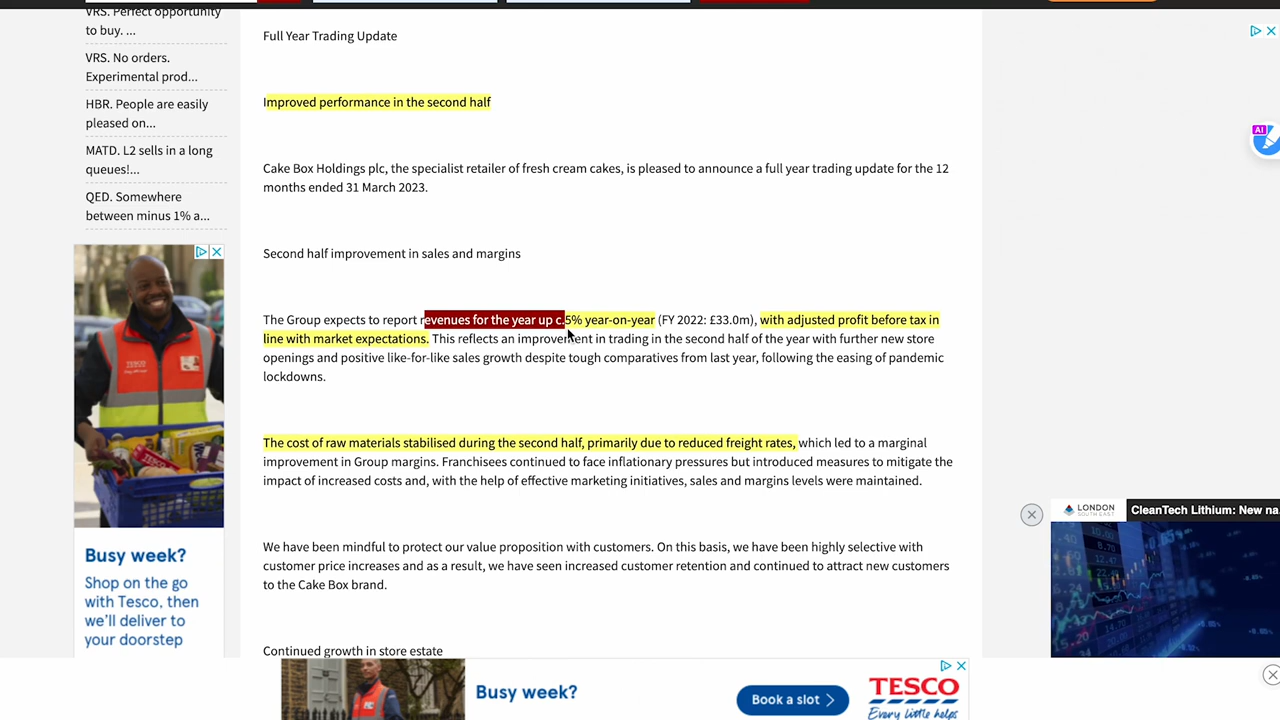 VRS. Perfect opportunity
to buy. ...
VRS. No orders.
Experimental prod...
HBR. People are easily
pleased on...
MATD. L2 sells in a long
queues!...
QED. Somewhere
between minus 1% a...
TESCO
Busy week?
Shop on the go
with Tesco, then
we'll deliver to
your doorstep
Full Year Trading Update
Improved performance in the second half
Cake Box Holdings plc, the specialist retailer of fresh cream cakes, is pleased to announce a full year trading update for the 12
months ended 31 March 2023.
Second half improvement in sales and margins
The Group expects to report revenues for the year up c.5% year-on-year (FY 2022: £33.0m), with adjusted profit before tax in
line with market expectations. This reflects an improvement in trading in the second half of the year with further new store
openings and positive like-for-like sales growth despite tough comparatives from last year, following the easing of pandemic
lockdowns.
The cost of raw materials stabilised during the second half, primarily due to reduced freight rates, which led to a marginal
improvement in Group margins. Franchisees continued to face inflationary pressures but introduced measures to mitigate the
impact of increased costs and, with the help of effective marketing initiatives, sales and margins levels were maintained.
We have been mindful to protect our value proposition with customers. On this basis, we have been highly selective with
customer price increases and as a result, we have seen increased customer retention and continued to attract new customers
to the Cake Box brand.
Continued growth in store estate
AI
LONDON
SOUTH EAST
CleanTech Lithium: New na
Busy week?
Book a slot
TESCO
Every little helps